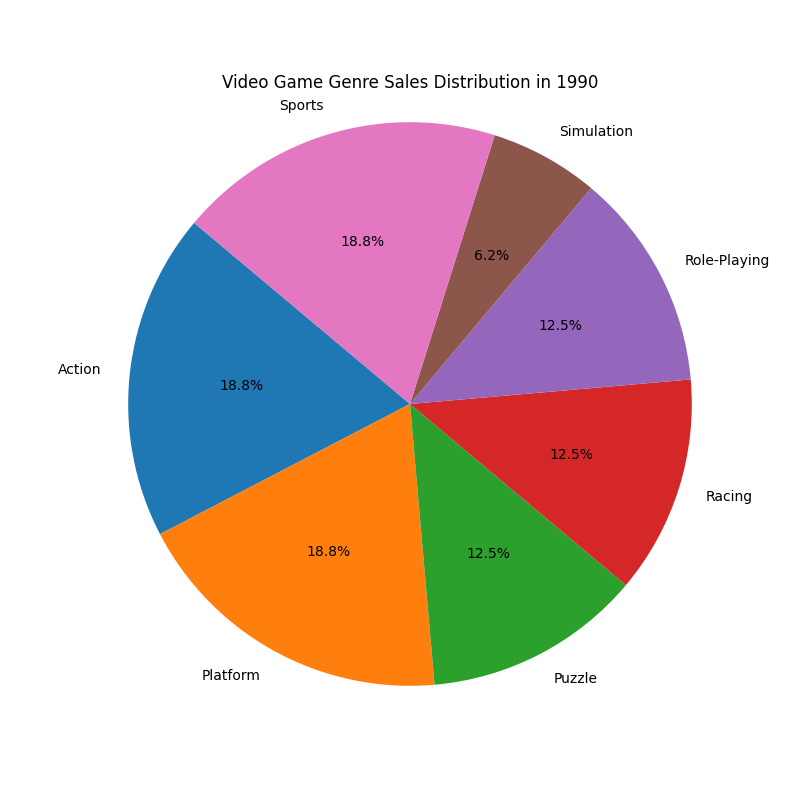 Video Game Genre Sales Distribution in 1990
Sports
Simulation
18.8%
6.2%
Role-Playing
12.5%
Action
18.8%
12.5%
Racing
18.8%
12.5%
Platform
Puzzle